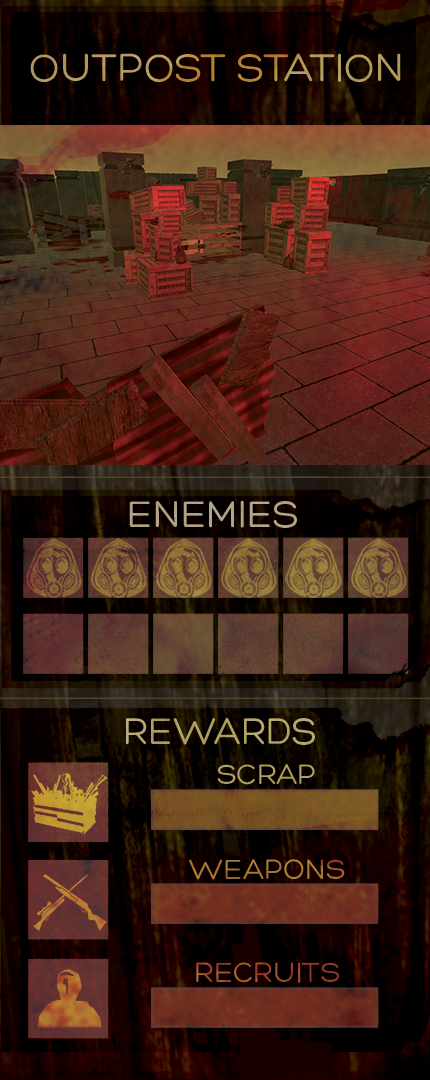 OUTPOST STATION
ENEMIES
REWARDS
SCRAP
WEAPONS
RECRUITS